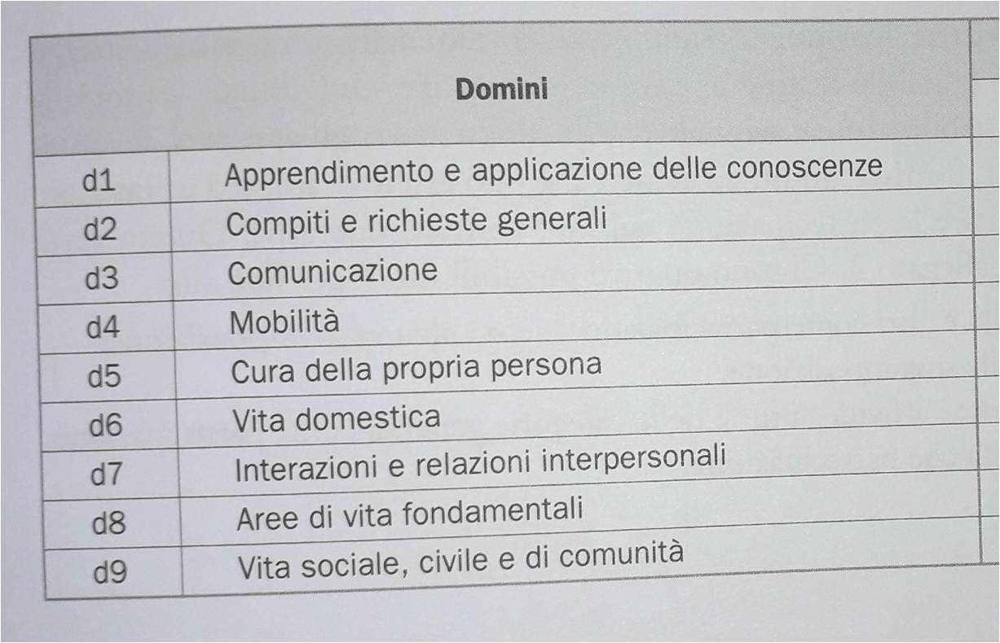 Domini
d1 Apprendimento e applicazione delle conoscenze
d2 Compiti e richieste generali
d3 Comunicazione
d4 Mobilità
d5 Cura della propria persona
d6 Vita domestica
d7 Interazioni e relazioni interpersonali
d8 Aree di vita fondamentali
d9 Vita sociale, civile e di comunità